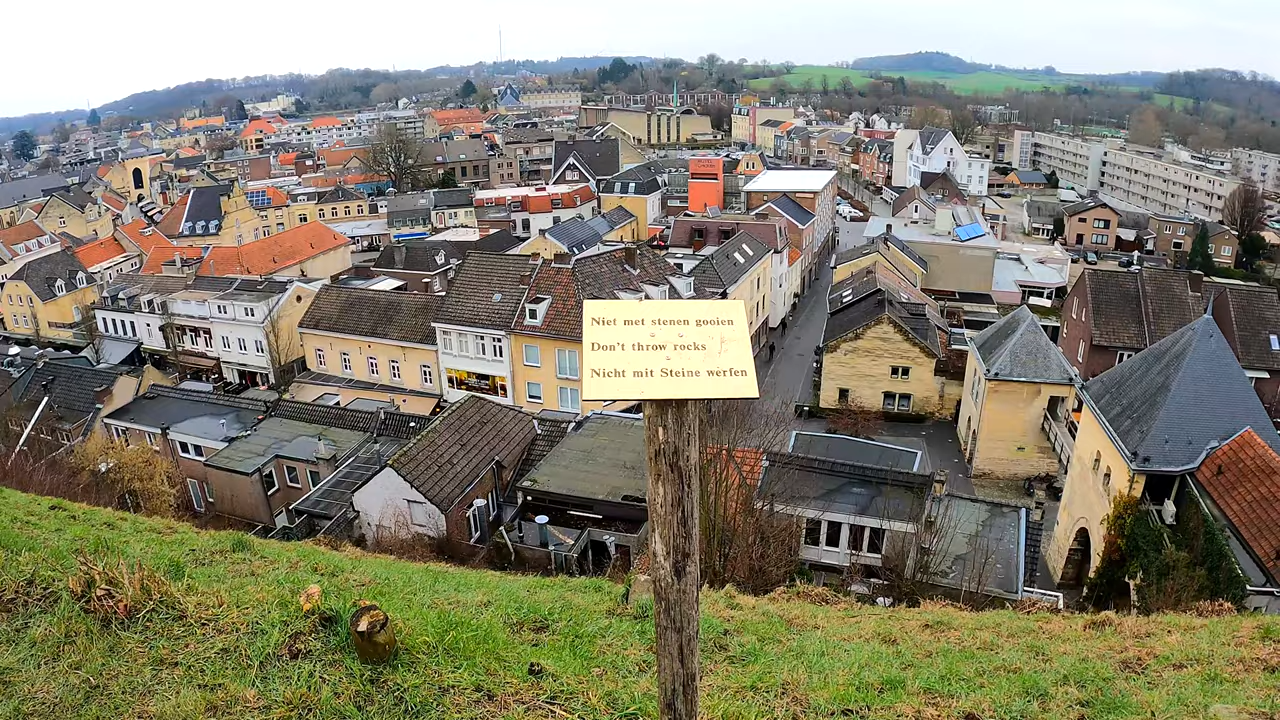 Niet met stenen gooien
Don't throw rocks
Nicht mit Steine werfen